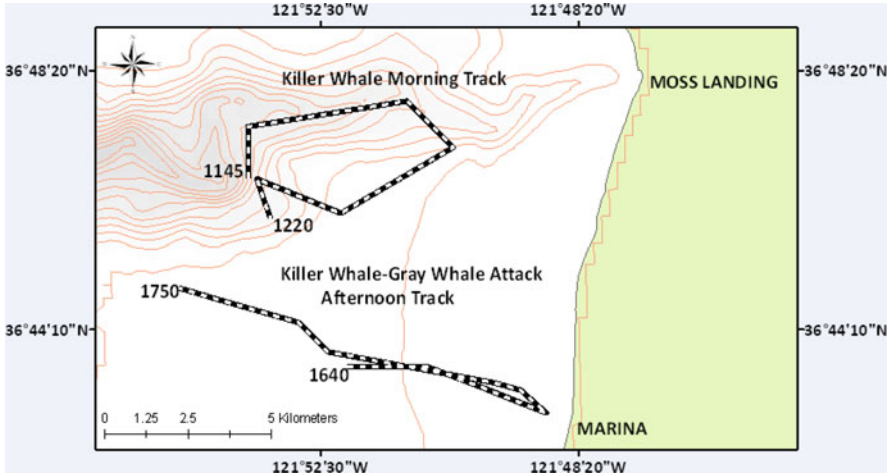 121°52'30"W 121°48'20"W
36°48'20"N 36°48'20"N
Killer Whale Morning Track
MOSS LANDING
1145
1220
Killer Whale-Gray Whale Attack
Afternoon Track
1750
36°44'10"N 36°44'10"N
1640
0 1.25 2.5 5 Kilometers
MARINA
121°52'30"W 121°48'20"W